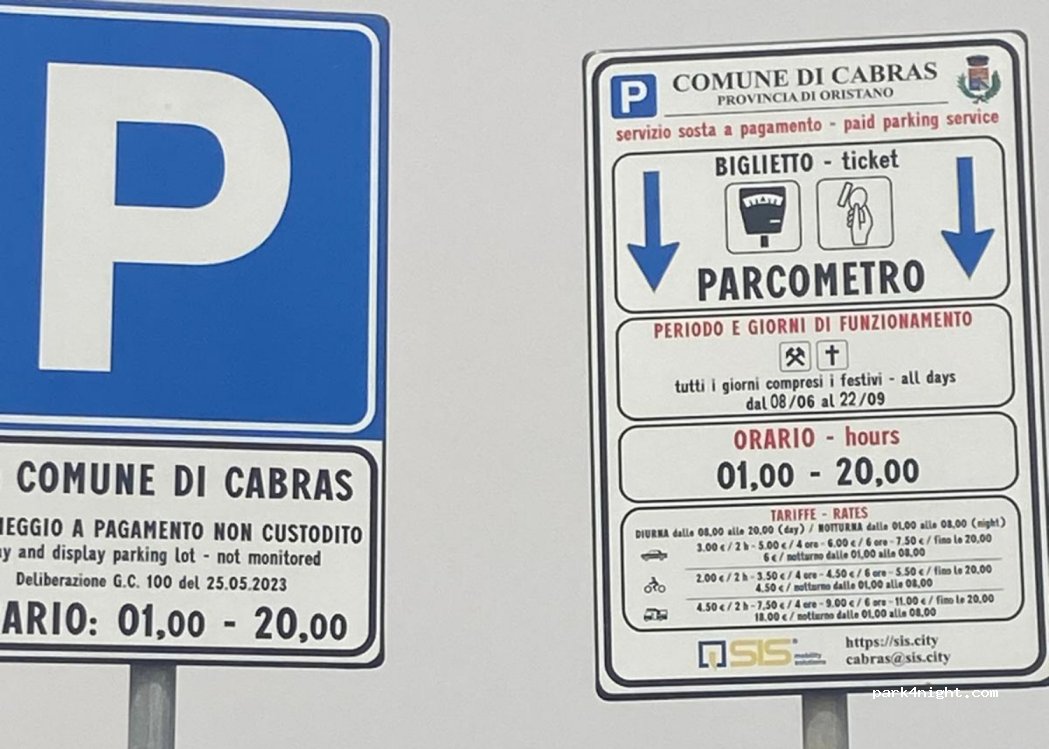 P
COMUNE DI CABRAS
EGGIO A PAGAMENTO NON CUSTODITO
y and display parking lot - not monitored
Deliberazione G.C. 100 del 25.05.2023
ARIO: 01,00 - 20,00
P COMUNE DI CABRAS
PROVINCIA DI ORISTANO
servizio sosta a pagamento - paid parking service
BIGLIETTO - ticket
PARCOMETRO
PERIODO E GIORNI DI FUNZIONAMENTO
tutti i giorni compresi i festivi - all days
dal 08/06 al 22/09
ORARIO - hours
01,00 - 20,00
TARIFFE - RATES
DIURNA dalle 08,00 alle 20,00 (day) / NOTTURNA dalle 01,00 alle 08,00 (night)
3.00 € / 2 h - 5.00 € / 4 ore - 6.00 € / 6 ore - 7.50 € / fino le 20,00
6 € / notturno dalle 01,00 alle 08,00
2.00 € / 2 h - 3.50 € / 4 ore - 4.50 € / 6 ore - 5.50 € / fino le 20.00
4.50 € / notturno dalle 01,00 alle 08,00
4.50 € / 2 h - 7,50 € / 4 ore - 9.00 € / 6 ore - 11.00 € / fino le 20,00
18.00 € / notturno dalle 01,00 alle 08,00
SIS mobility solutions
https://sis.city
cabras@sis.city
park4night.com